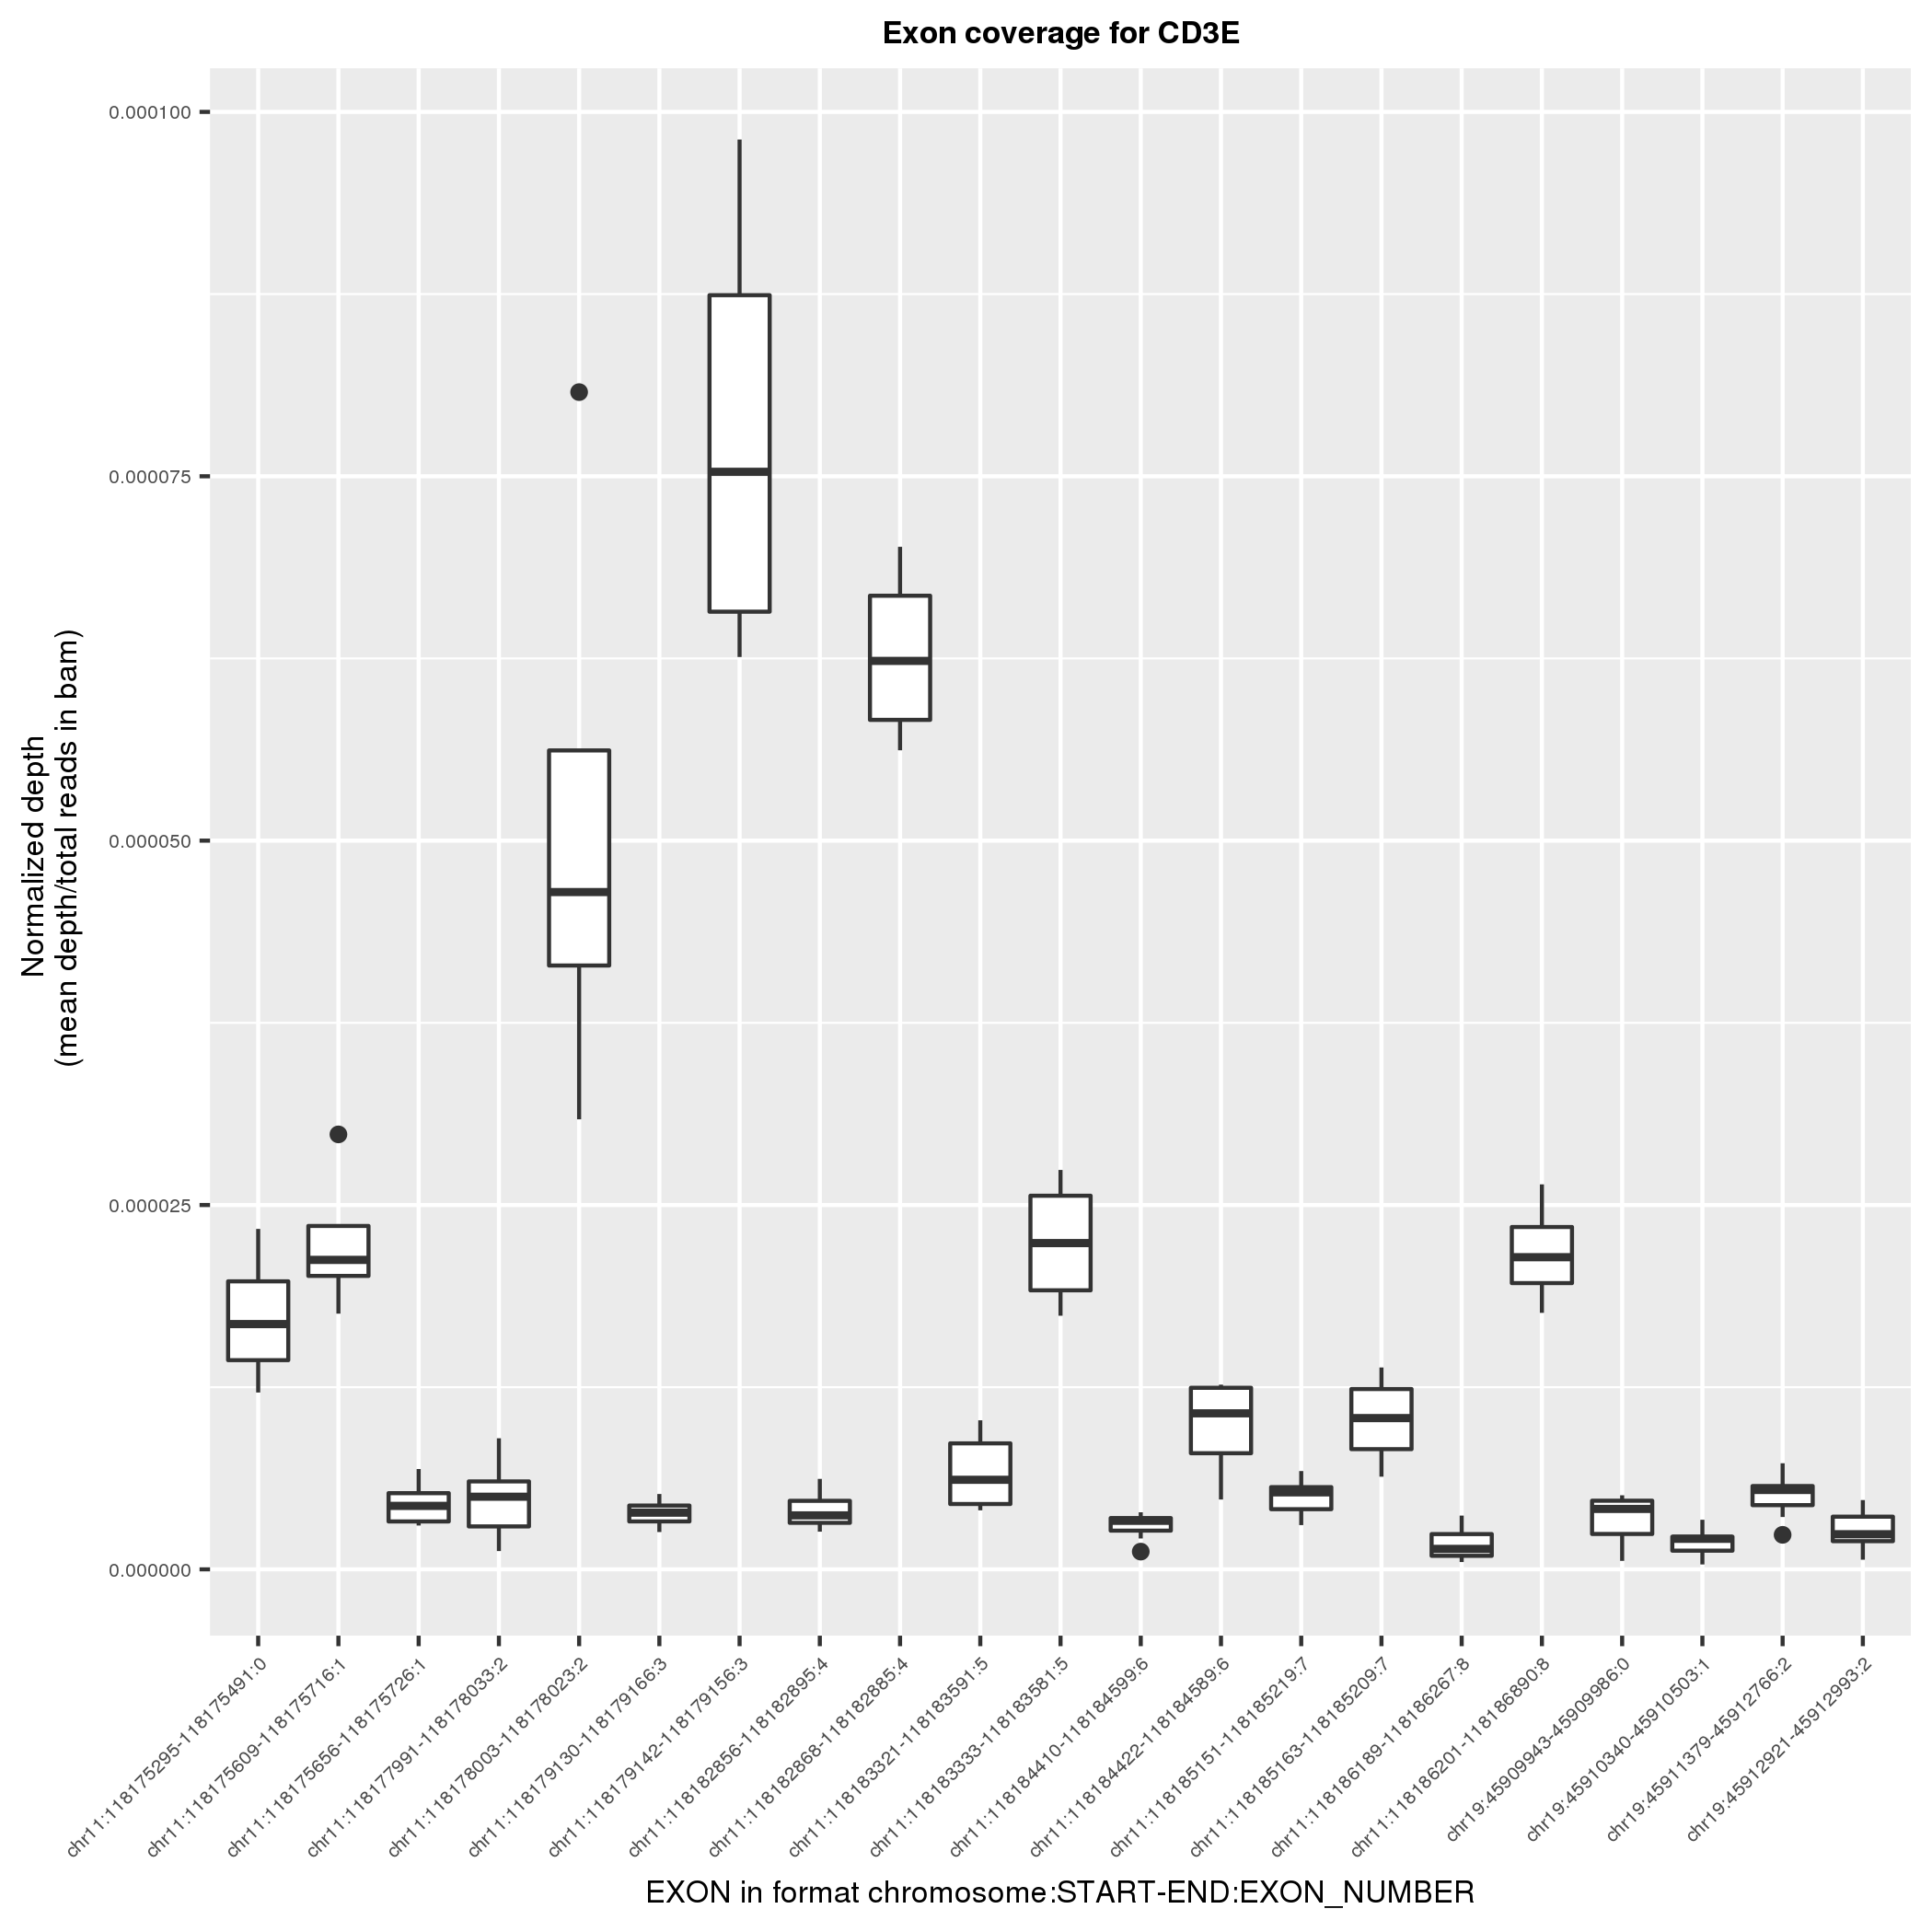 Exon coverage for CD3E
0.000100
0.000075
0.000050
0.000025
0.000000
Normalized depth
(mean depth/total reads in bam)
chr11:118175295-118175491:0
chr11:118175609-118175716:1
chr11:118175656-118175726:1
chr11:118177991-118178033:2
chr11:118178003-118178023:2
chr11:118179130-118179166:3
chr11:118179142-118179156:3
chr11:118182856-118182895:4
chr11:118182868-118182885:4
chr11:118183321-118183591:5
chr11:118183333-118183581:5
chr11:118184410-118184599:6
chr11:118184422-118184589:6
chr11:118185151-118185219:7
chr11:118185163-118185209:7
chr11:118186189-118186267:8
chr11:118186201-118186890:8
chr19:45909943-45909986:0
chr19:45910340-45910503:1
chr19:45911379-45912766:2
chr19:45912921-45912993:2
EXON in format chromosome:START-END:EXON_NUMBER